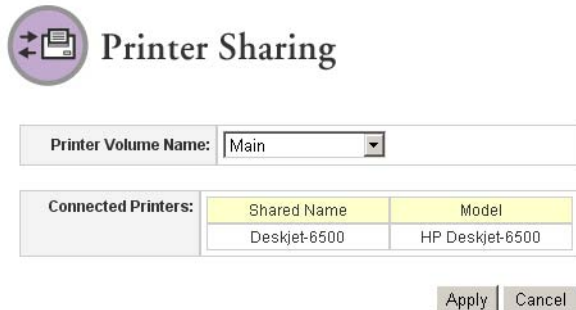 Printer Sharing
Printer Volume Name: Main
Connected Printers: Shared Name Model
Deskjet-6500 HP Deskjet-6500
Apply Cancel